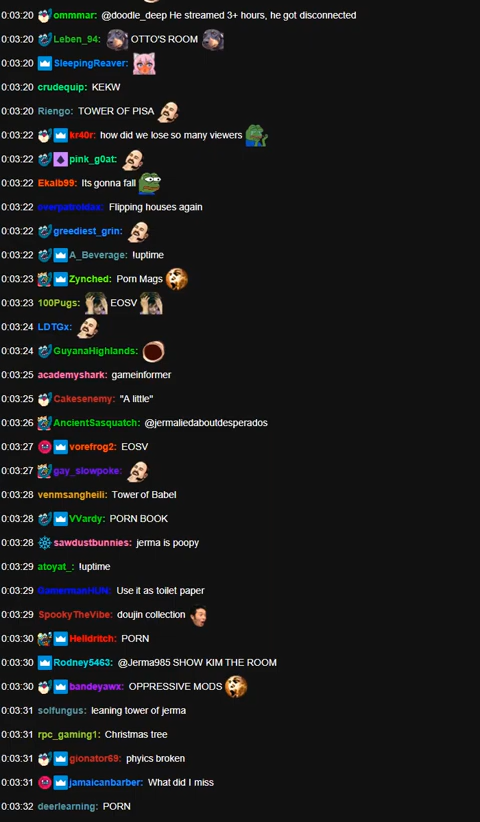 0:03:20 ommmar: @doodle_deep He streamed 3+ hours, he got disconnected
0:03:20 Leben_94: OTTO'S ROOM
0:03:20 SleepingReaver:
0:03:20 crudequip: KEKW
0:03:20 Riengo: TOWER OF PISA
0:03:22 kr40r: how did we lose so many viewers
0:03:22 pink_g0at:
0:03:22 Ekalb99: Its gonna fall
0:03:22 Flipping houses again
0:03:22 greediest_grin:
0:03:22 A_Beverage: !uptime
0:03:23 Zynched: Porn Mags
0:03:23 100Pugs: EOSV
0:03:24 LDTGx:
0:03:24 GuyanaHighlands:
0:03:25 academyshark: gameinformer
0:03:25 Cakesenemy: "A little"
0:03:26 AncientSasquatch: @jermaliedaboutdesperados
0:03:27 vorefrog2: EOSV
0:03:27 gay_slowpoke:
0:03:28 venmsangheili: Tower of Babel
0:03:28 VVardy: PORN BOOK
0:03:28 sawdustbunnies: jerma is poopy
0:03:29 atoyat_: !uptime
0:03:29 GamermanHUN: Use it as toilet paper
0:03:29 SpookyTheVibe: doujin collection
0:03:30 Helldritch: PORN
0:03:30 Rodney5463: @Jerma985 SHOW KIM THE ROOM
0:03:30 bandeyawx: OPPRESSIVE MODS
0:03:31 solfungus: leaning tower of jerma
0:03:31 rpc_gaming1: Christmas tree
0:03:31 gionator69: phyics broken
0:03:31 jamaicanbarber: What did I miss
0:03:32 deerlearning: PORN